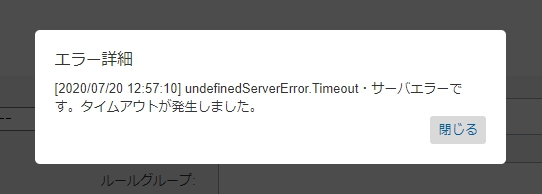 エラー詳細
[2020/07/20 12:57:10] undefinedServerError.Timeout・サーバエラーで
す。タイムアウトが発生しました。
--
閉じる
ルールグループ: